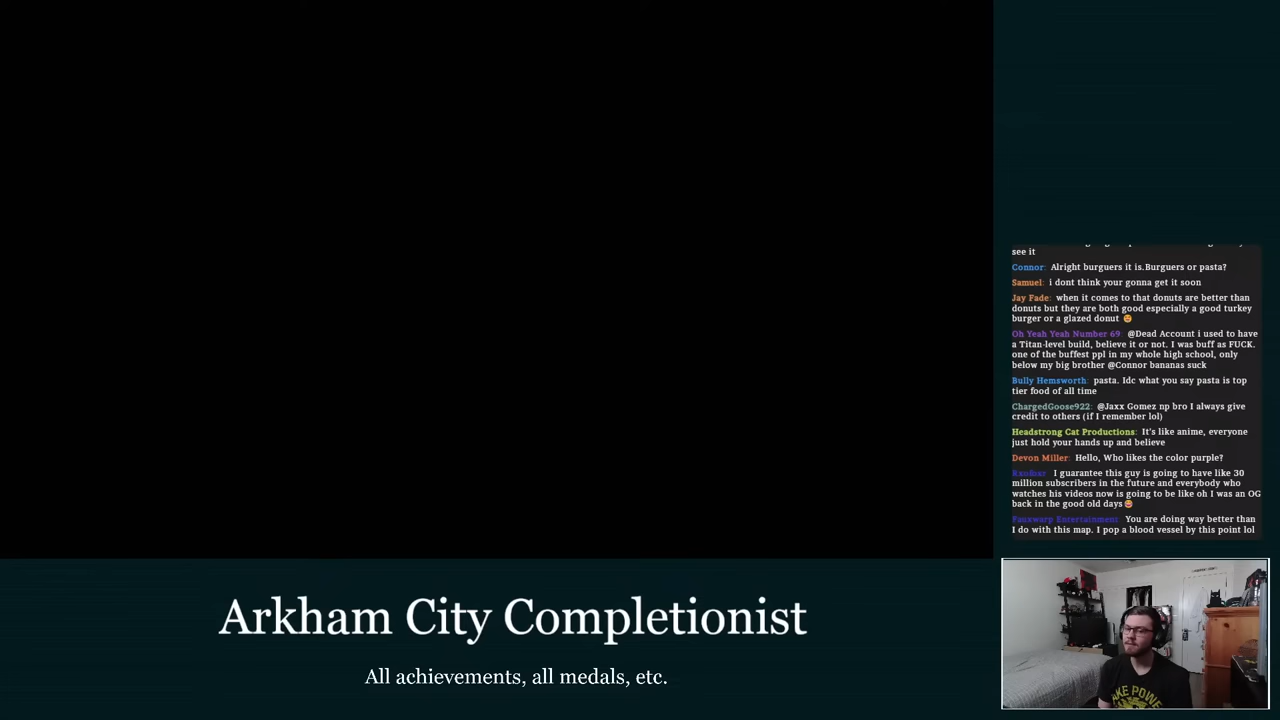 see it
Connor: Alright burguers it is.Burguers or pasta?
Samuel: i dont think your gonna get it soon
Jay Fade: when it comes to that donuts are better than
donuts but they are both good especially a good turkey
burger or a glazed donut 😊
Oh Yeah Yeah Number 69 @Dead Account i used to have
a Titan-level build, believe it or not. I was buff as FUCK.
one of the buffest ppl in my whole high school, only
below my big brother @Connor bananas suck
Bully Hemsworth: pasta. Idc what you say pasta is top
tier food of all time
ChargedGoose922: @Jaxx Gomez np bro I always give
credit to others (if I remember lol)
Headstrong Cat Productions: It's like anime, everyone
just hold your hands up and believe
Devon Miller: Hello, Who likes the color purple?
I guarantee this guy is going to have like 30
million subscribers in the future and everybody who
watches his videos now is going to be like oh I was an OG
back in the good old days
Fauxwarp Entertainment: You are doing way better than
I do with this map. I pop a blood vessel by this point lol
Arkham City Completionist
All achievements, all medals, etc.